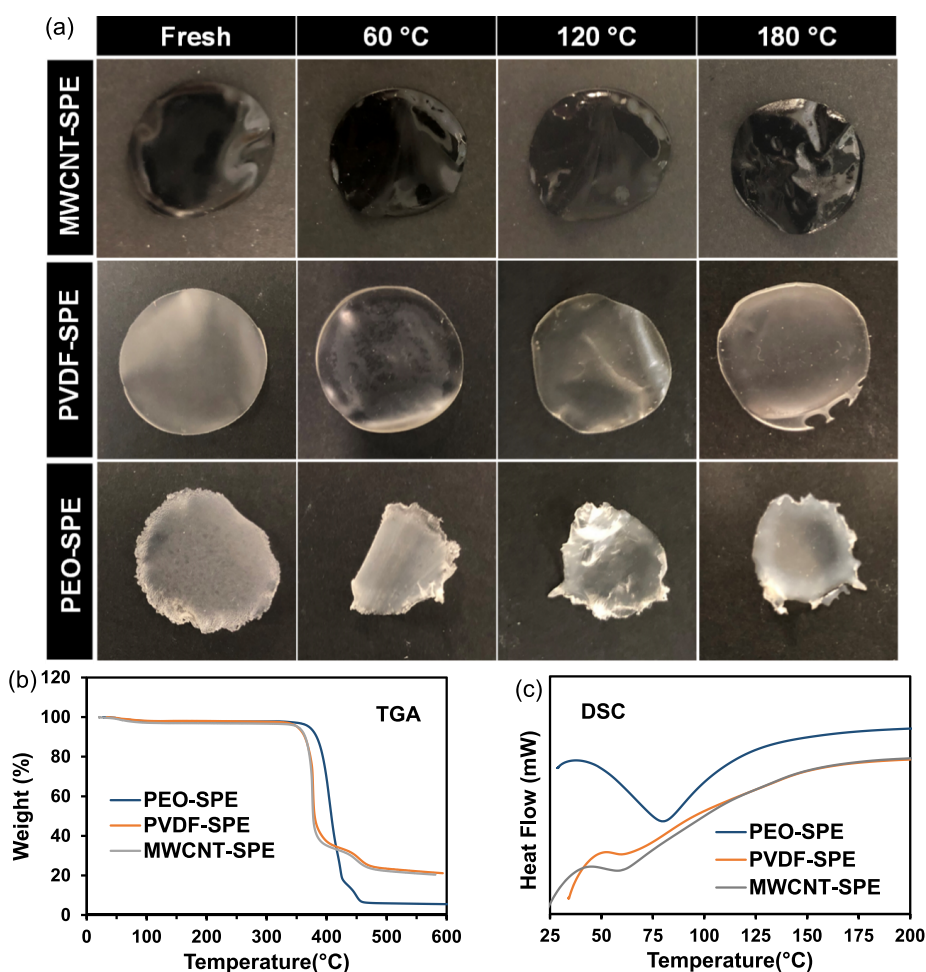 (a)
Fresh 60 °C 120 °C 180 °C
MWCNT-SPE
PVDF-SPE
PEO-SPE
(b)
TGA
120
100
80
60
40
20
0
Weight (%)
PEO-SPE
PVDF-SPE
MWCNT-SPE
0 100 200 300 400 500 600
Temperature(°C)
(c)
DSC
Heat Flow (mW)
PEO-SPE
PVDF-SPE
MWCNT-SPE
25 50 75 100 125 150 175 200
Temperature(°C)